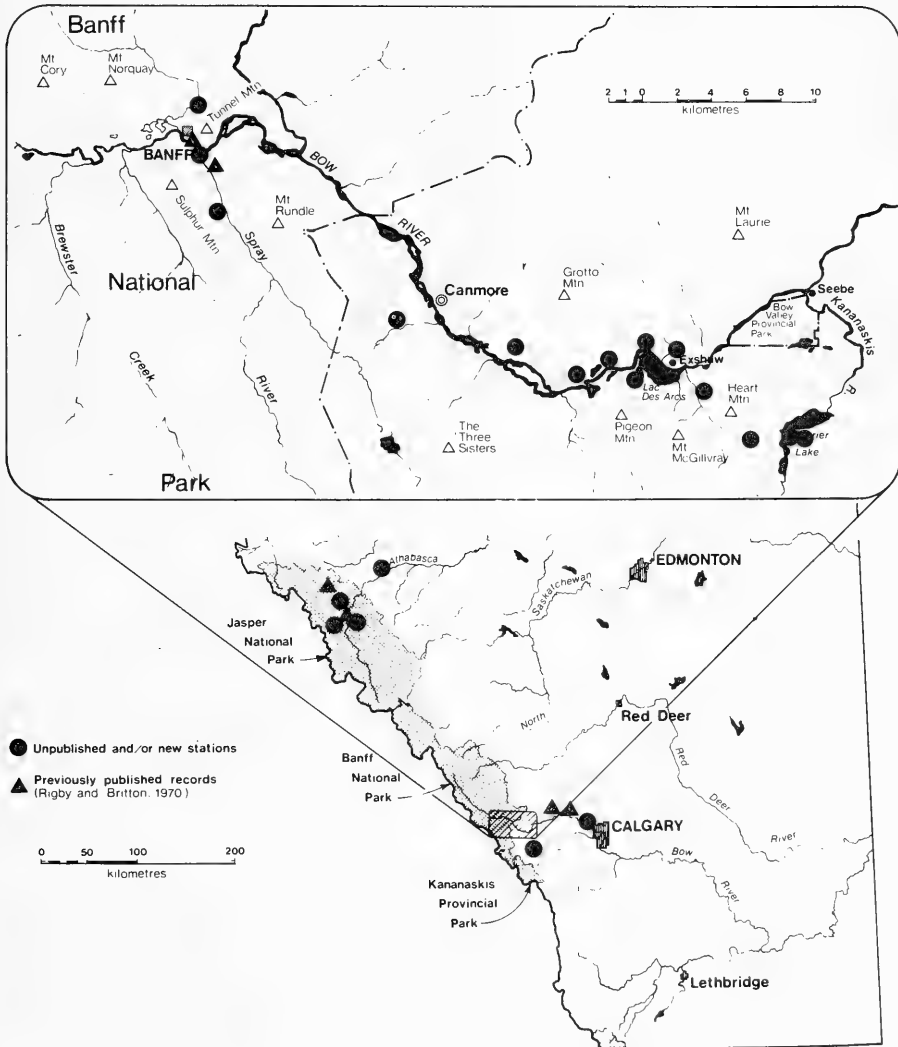 Banff
Mt
Cory
Mt
Norquay
Tunnel Mtn
2 1 0 2 4 6 8 10
kilometres
BANFF
BOW
RIVER
Sulphur Mtn
Mt
Rundle
Brewster
Spray
National
Mt
Laurie
Grotto
Mtn
Canmore
Seebe
Bow
Valley
Provincial
Park
Kananaskis
R.
Exshaw
Lac
Des Arcs
Heart
Mtn
Creek
River
Pigeon
Mtn
Mt
McGillivray
The
Three
Sisters
Lake
Park
Athabasca
EDMONTON
Saskatchewan
Jasper
National
Park
North
Red Deer
Red
Deer
River
Unpublished and/or new stations
Previously published records
(Rigby and Britton. 1970)
Banff
National
Park
CALGARY
Bow
River
0 50 100 200
kilometres
Kananaskis
Provincial
Park
Lethbridge